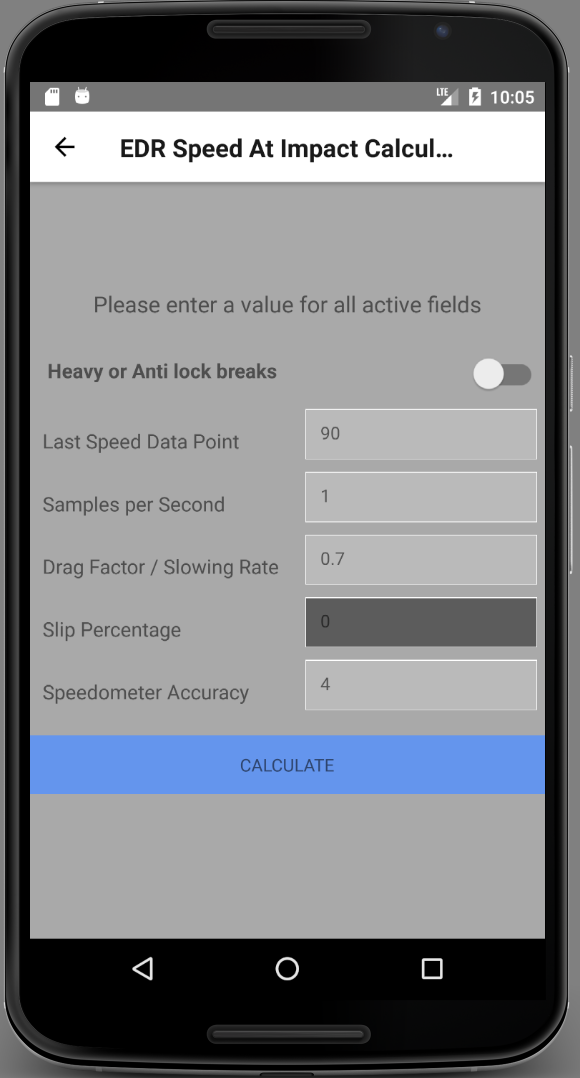 LTE 10:05
EDR Speed At Impact Calcul...
Please enter a value for all active fields
Heavy or Anti lock breaks
Last Speed Data Point 90
Samples per Second 1
Drag Factor / Slowing Rate 0.7
Slip Percentage 0
Speedometer Accuracy 4
CALCULATE